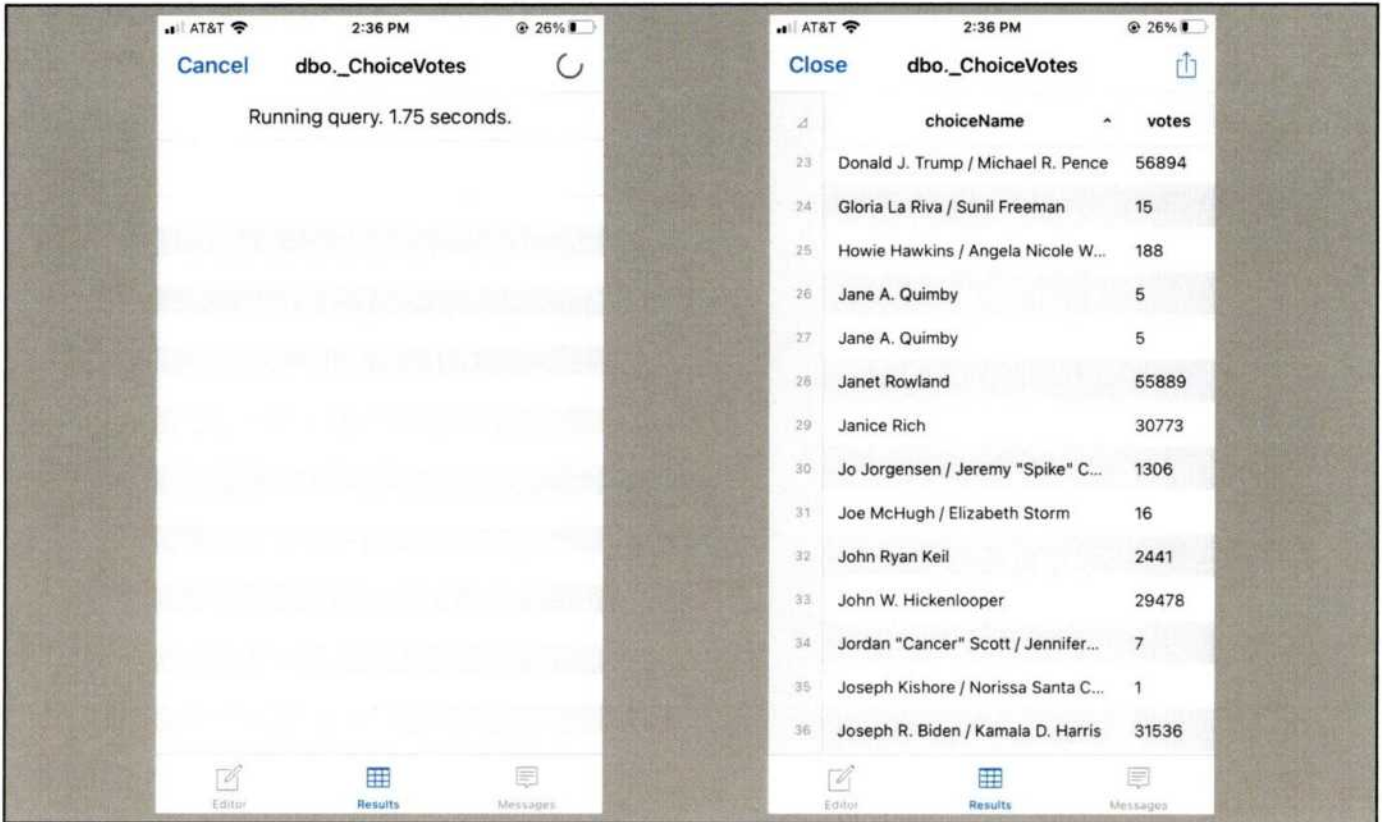 AT&T 2:36 PM 26%
Cancel dbo._ChoiceVotes
Running query. 1.75 seconds.
Editor Results Messages
AT&T 2:36 PM 26%
Close dbo._ChoiceVotes
choiceName votes
23 Donald J. Trump / Michael R. Pence 56894
24 Gloria La Riva / Sunil Freeman 15
25 Howie Hawkins / Angela Nicole W... 188
26 Jane A. Quimby 5
27 Jane A. Quimby 5
28 Janet Rowland 55889
29 Janice Rich 30773
30 Jo Jorgensen / Jeremy "Spike" C... 1306
31 Joe McHugh / Elizabeth Storm 16
32 John Ryan Keil 2441
33 John W. Hickenlooper 29478
34 Jordan "Cancer" Scott / Jennifer... 7
35 Joseph Kishore / Norissa Santa C... 1
36 Joseph R. Biden / Kamala D. Harris 31536
Editor Results Messages